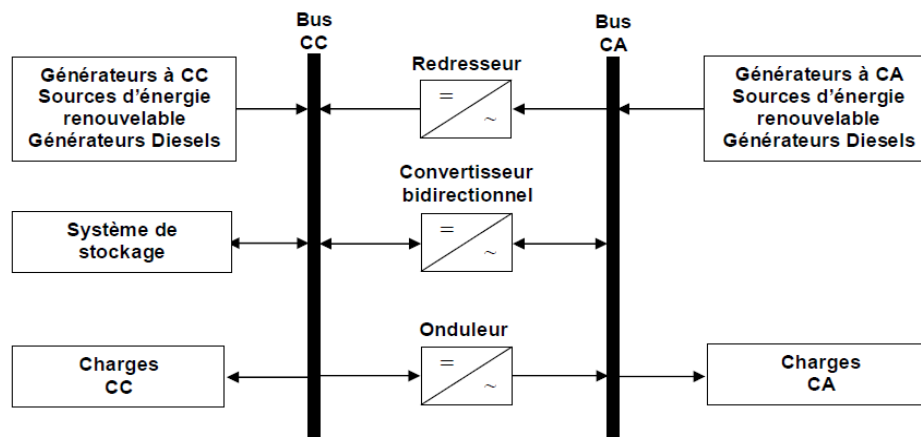 Bus
CC
Bus
CA
Générateurs à CC
Sources d'énergie
renouvelable
Générateurs Diesels
Redresseur
=
~
Générateurs à CA
Sources d'énergie
renouvelable
Générateurs Diesels
Système de
stockage
Convertisseur
bidirectionnel
=
~
Charges
CC
Onduleur
=
~
Charges
CA